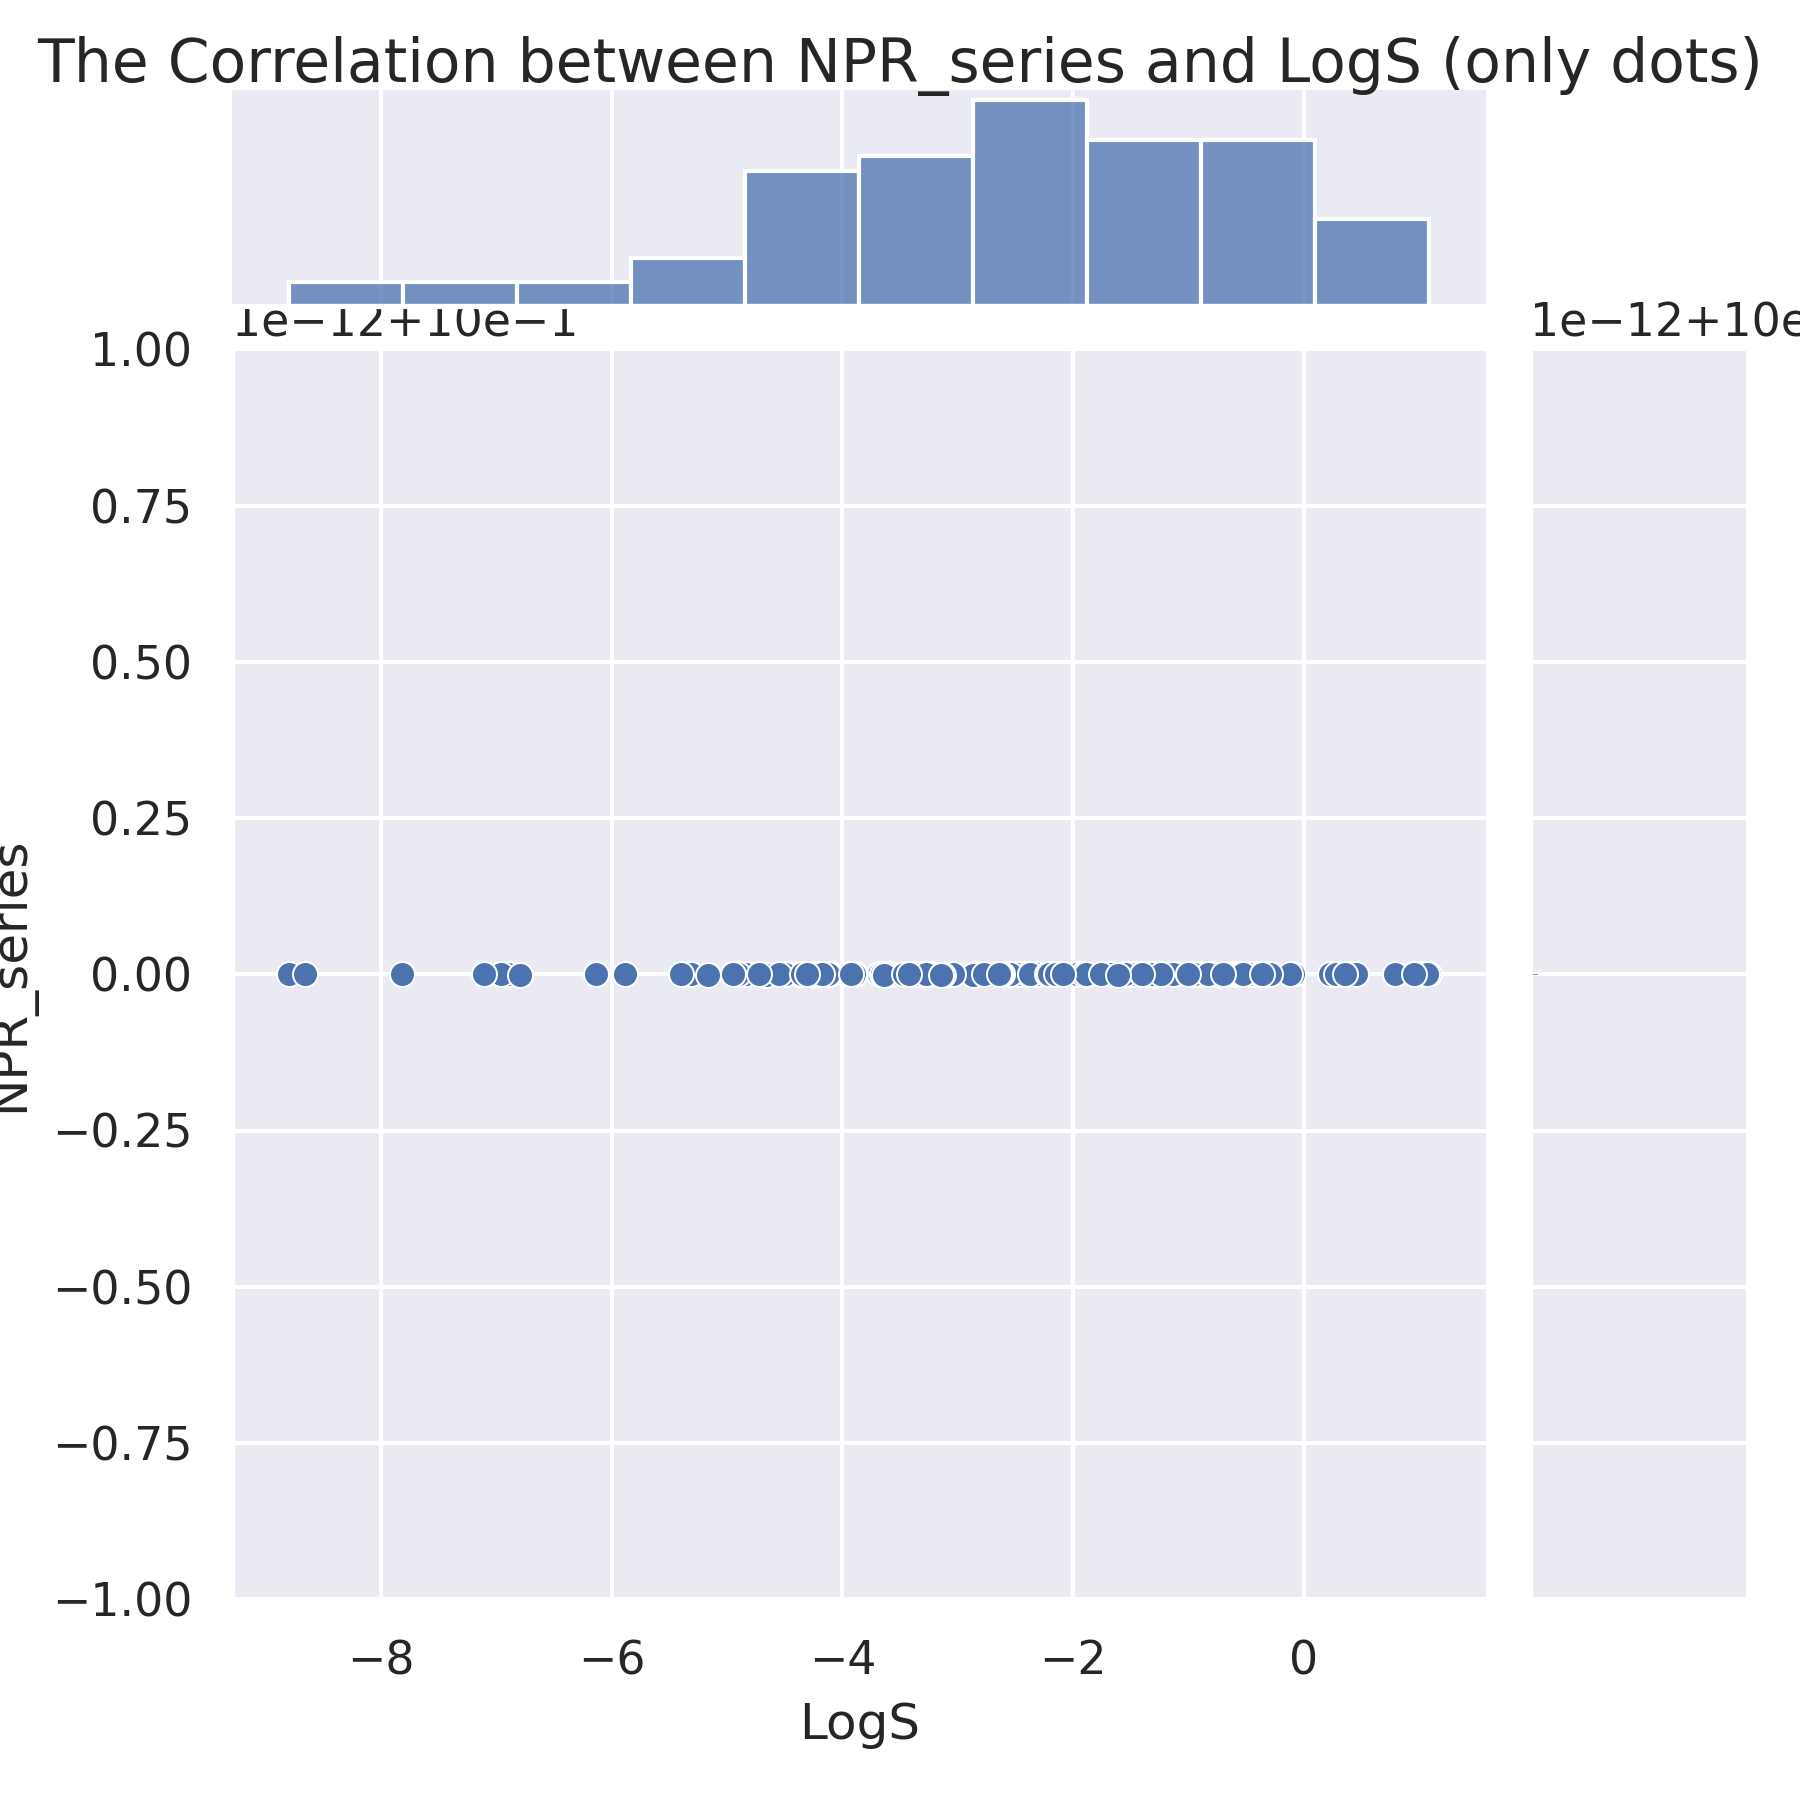 The Correlation between NPR_series and LogS (only dots)
1e−12+10e−1
1e−12+10e
1.00
0.75
0.50
0.25
0.00
−0.25
−0.50
−0.75
−1.00
NPR_series
−8
−6
−4
−2
0
LogS